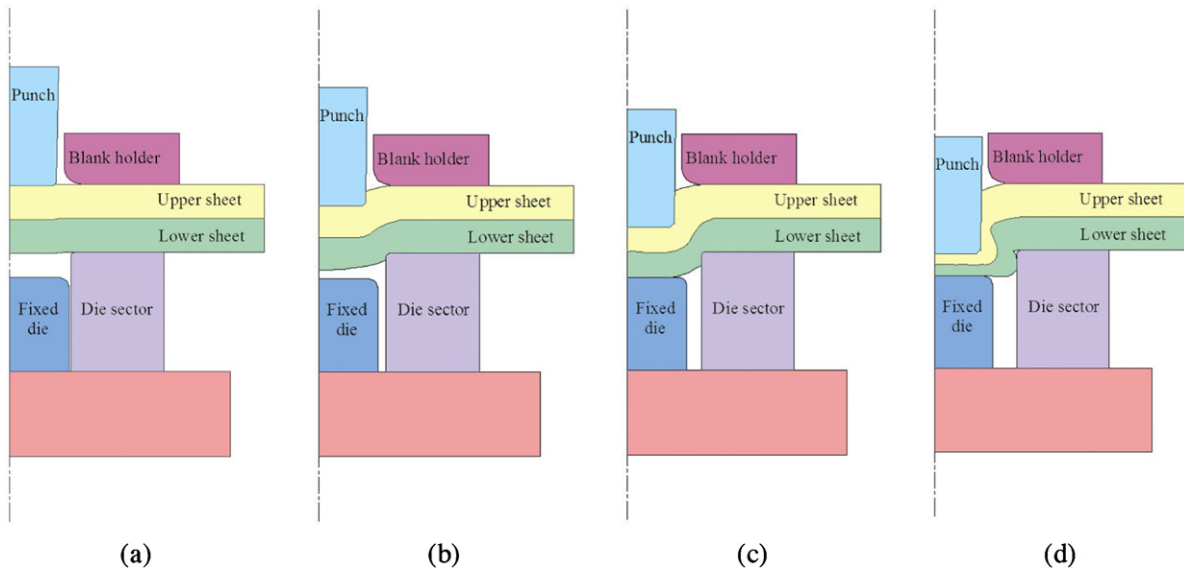 Punch
Blank holder
Upper sheet
Lower sheet
Fixed
die
Die sector
(a)
Punch
Blank holder
Upper sheet
Lower sheet
Fixed
die
Die sector
(b)
Punch
Blank holder
Upper sheet
Lower sheet
Fixed
die
Die sector
(c)
Punch
Blank holder
Upper sheet
Lower sheet
Fixed
die
Die sector
(d)